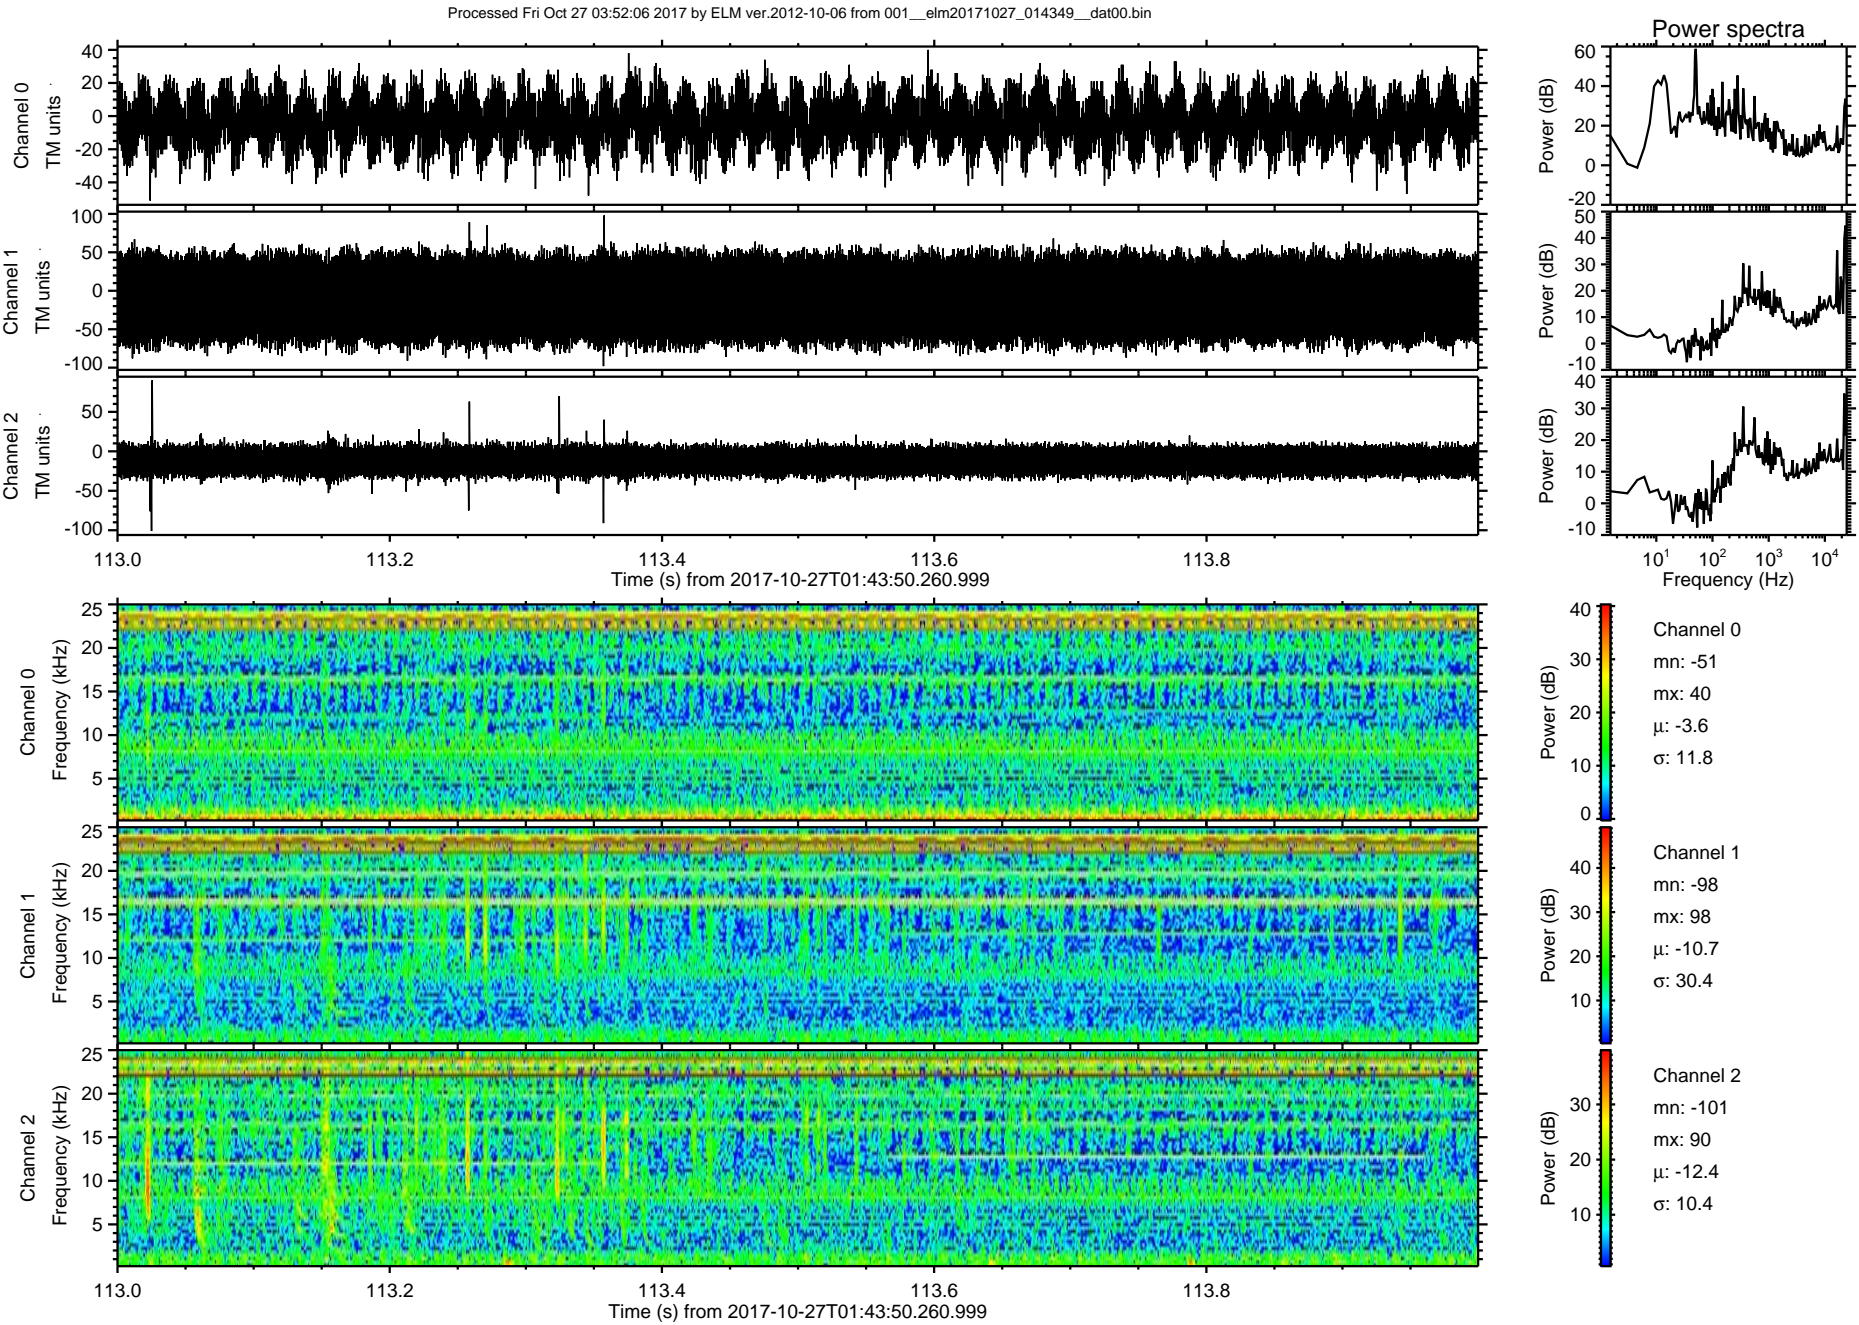 Processed Fri Oct 27 03:52:06 2017 by ELM ver.2012-10-06 from 001__elm20171027_014349__dat00.bin
Power spectra
Channel 0
TM units
40
20
0
-20
-40
Power (dB)
60
40
20
0
-20
Channel 1
TM units
100
50
0
-50
-100
Power (dB)
50
40
30
20
10
0
-10
Channel 2
TM units
50
0
-50
-100
Power (dB)
40
30
20
10
0
-10
113.0 113.2 113.4 113.6 113.8
Time (s) from 2017-10-27T01:43:50.260.999
10^1 10^2 10^3 10^4
Frequency (Hz)
Channel 0
Frequency (kHz)
25
20
15
10
5
Power (dB)
40
30
20
10
0
Channel 0
mn: -51
mx: 40
µ: -3.6
σ: 11.8
Channel 1
Frequency (kHz)
25
20
15
10
5
Power (dB)
40
30
20
10
Channel 1
mn: -98
mx: 98
µ: -10.7
σ: 30.4
Channel 2
Frequency (kHz)
25
20
15
10
5
Power (dB)
30
20
10
Channel 2
mn: -101
mx: 90
µ: -12.4
σ: 10.4
113.0 113.2 113.4 113.6 113.8
Time (s) from 2017-10-27T01:43:50.260.999